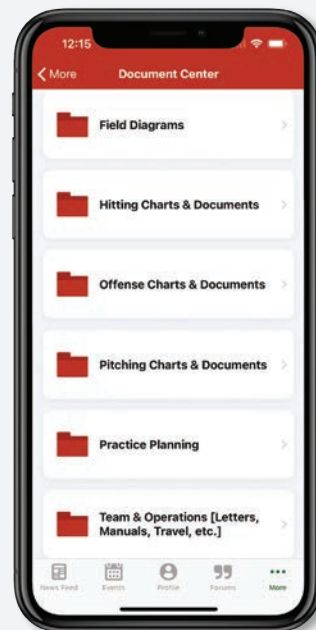 12:15
More
Document Center
Field Diagrams
Hitting Charts & Documents
Offense Charts & Documents
Pitching Charts & Documents
Practice Planning
Team & Operations [Letters,
Manuals, Travel, etc.]
News Feed
Events
Profile
Forums
More